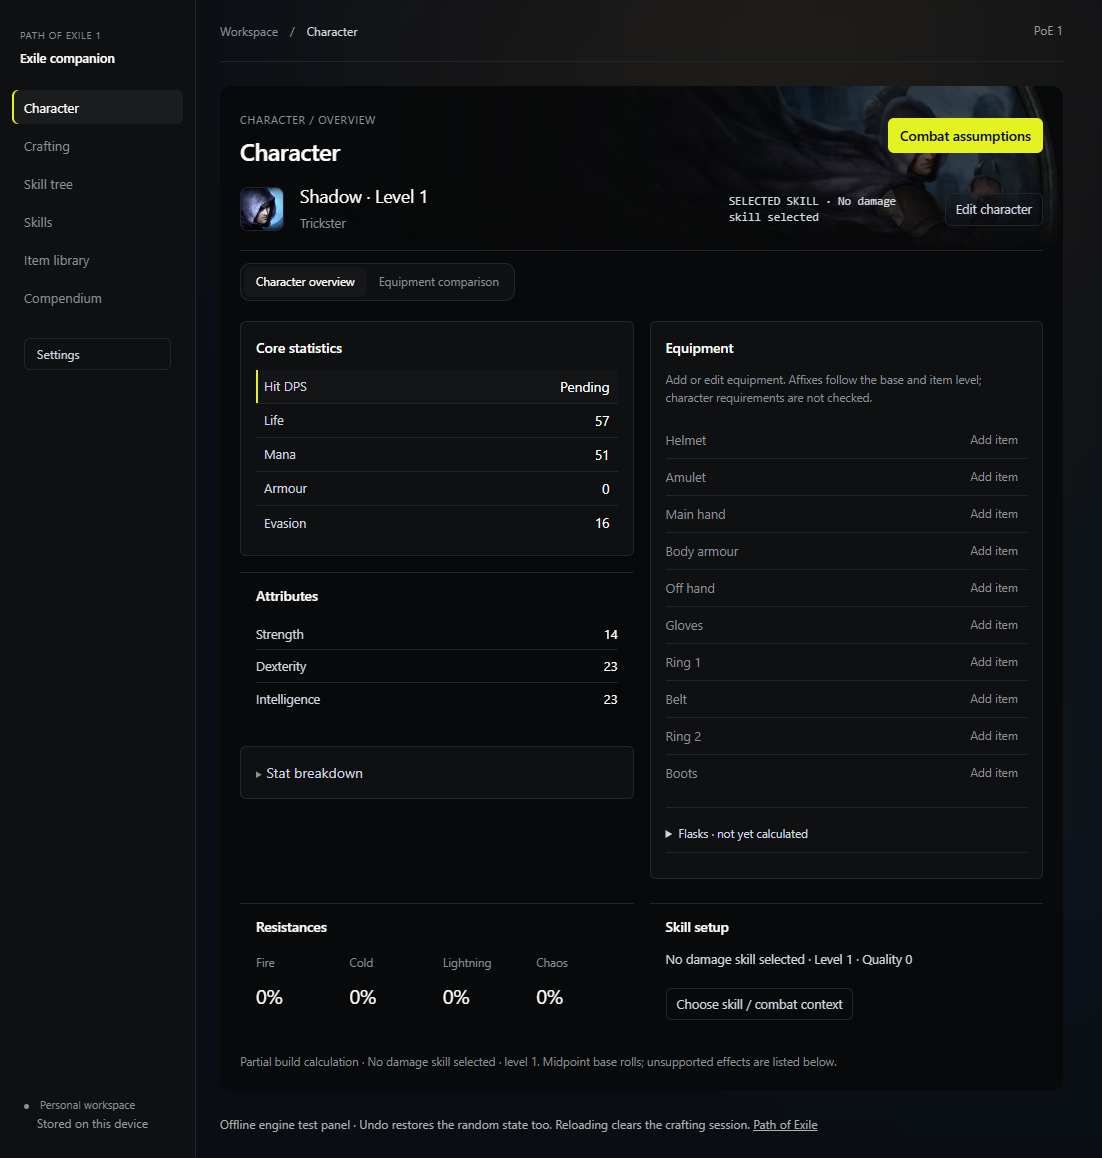 PATH OF EXILE 1
Exile companion
Character
Crafting
Skill tree
Skills
Item library
Compendium
Settings
Personal workspace
Stored on this device
Workspace / Character
PoE 1
CHARACTER / OVERVIEW
Character
Combat assumptions
Shadow · Level 1
Trickster
SELECTED SKILL · No damage
skill selected
Edit character
Character overview
Equipment comparison
Core statistics
Hit DPS Pending
Life 57
Mana 51
Armour 0
Evasion 16
Attributes
Strength 14
Dexterity 23
Intelligence 23
Stat breakdown
Equipment
Add or edit equipment. Affixes follow the base and item level;
character requirements are not checked.
Helmet Add item
Amulet Add item
Main hand Add item
Body armour Add item
Off hand Add item
Gloves Add item
Ring 1 Add item
Belt Add item
Ring 2 Add item
Boots Add item
Flasks · not yet calculated
Resistances
Fire Cold Lightning Chaos
0% 0% 0% 0%
Skill setup
No damage skill selected · Level 1 · Quality 0
Choose skill / combat context
Partial build calculation · No damage skill selected · level 1. Midpoint base rolls; unsupported effects are listed below.
Offline engine test panel · Undo restores the random state too. Reloading clears the crafting session. Path of Exile